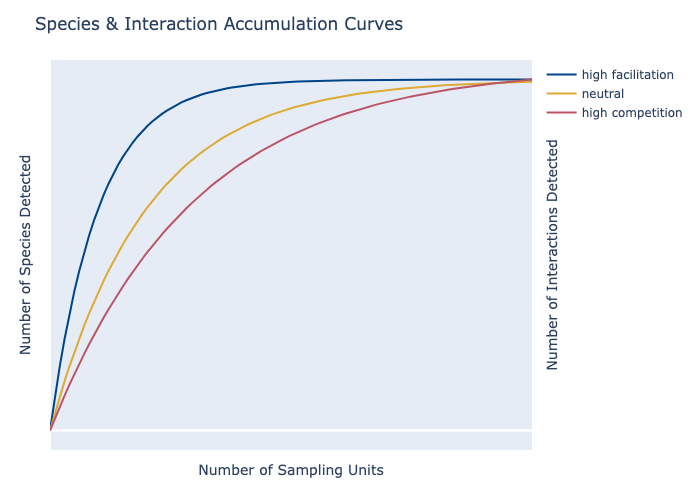 Species & Interaction Accumulation Curves
high facilitation
neutral
high competition
Number of Species Detected
Number of Interactions Detected
Number of Sampling Units